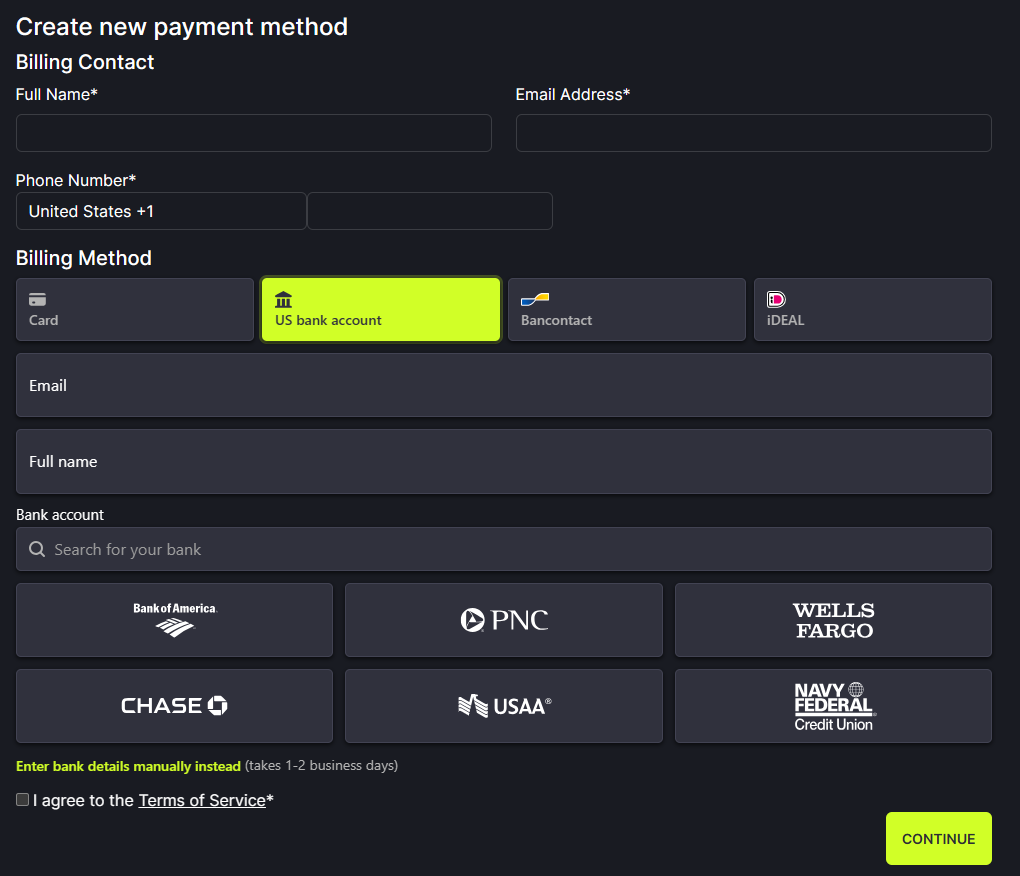 Create new payment method
Billing Contact
Full Name*
Email Address*
Phone Number*
United States +1
Billing Method
Card
US bank account
Bancontact
iDEAL
Email
Full name
Bank account
Search for your bank
Bank of America
PNC
WELLS
FARGO
CHASE
USAA®
NAVY
FEDERAL
Credit Union
Enter bank details manually instead (takes 1-2 business days)
I agree to the Terms of Service*
CONTINUE